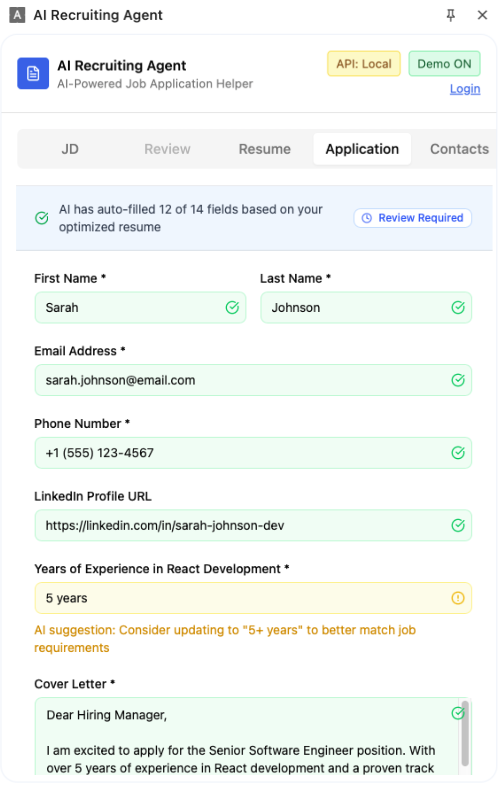 A AI Recruiting Agent
AI Recruiting Agent
AI-Powered Job Application Helper
API: Local
Demo ON
Login
JD Review Resume Application Contacts
AI has auto-filled 12 of 14 fields based on your
optimized resume
Review Required
First Name * Last Name *
Sarah Johnson
Email Address *
sarah.johnson@email.com
Phone Number *
+1 (555) 123-4567
LinkedIn Profile URL
https://linkedin.com/in/sarah-johnson-dev
Years of Experience in React Development *
5 years
AI suggestion: Consider updating to "5+ years" to better match job
requirements
Cover Letter *
Dear Hiring Manager,
I am excited to apply for the Senior Software Engineer position. With
over 5 years of experience in React development and a proven track